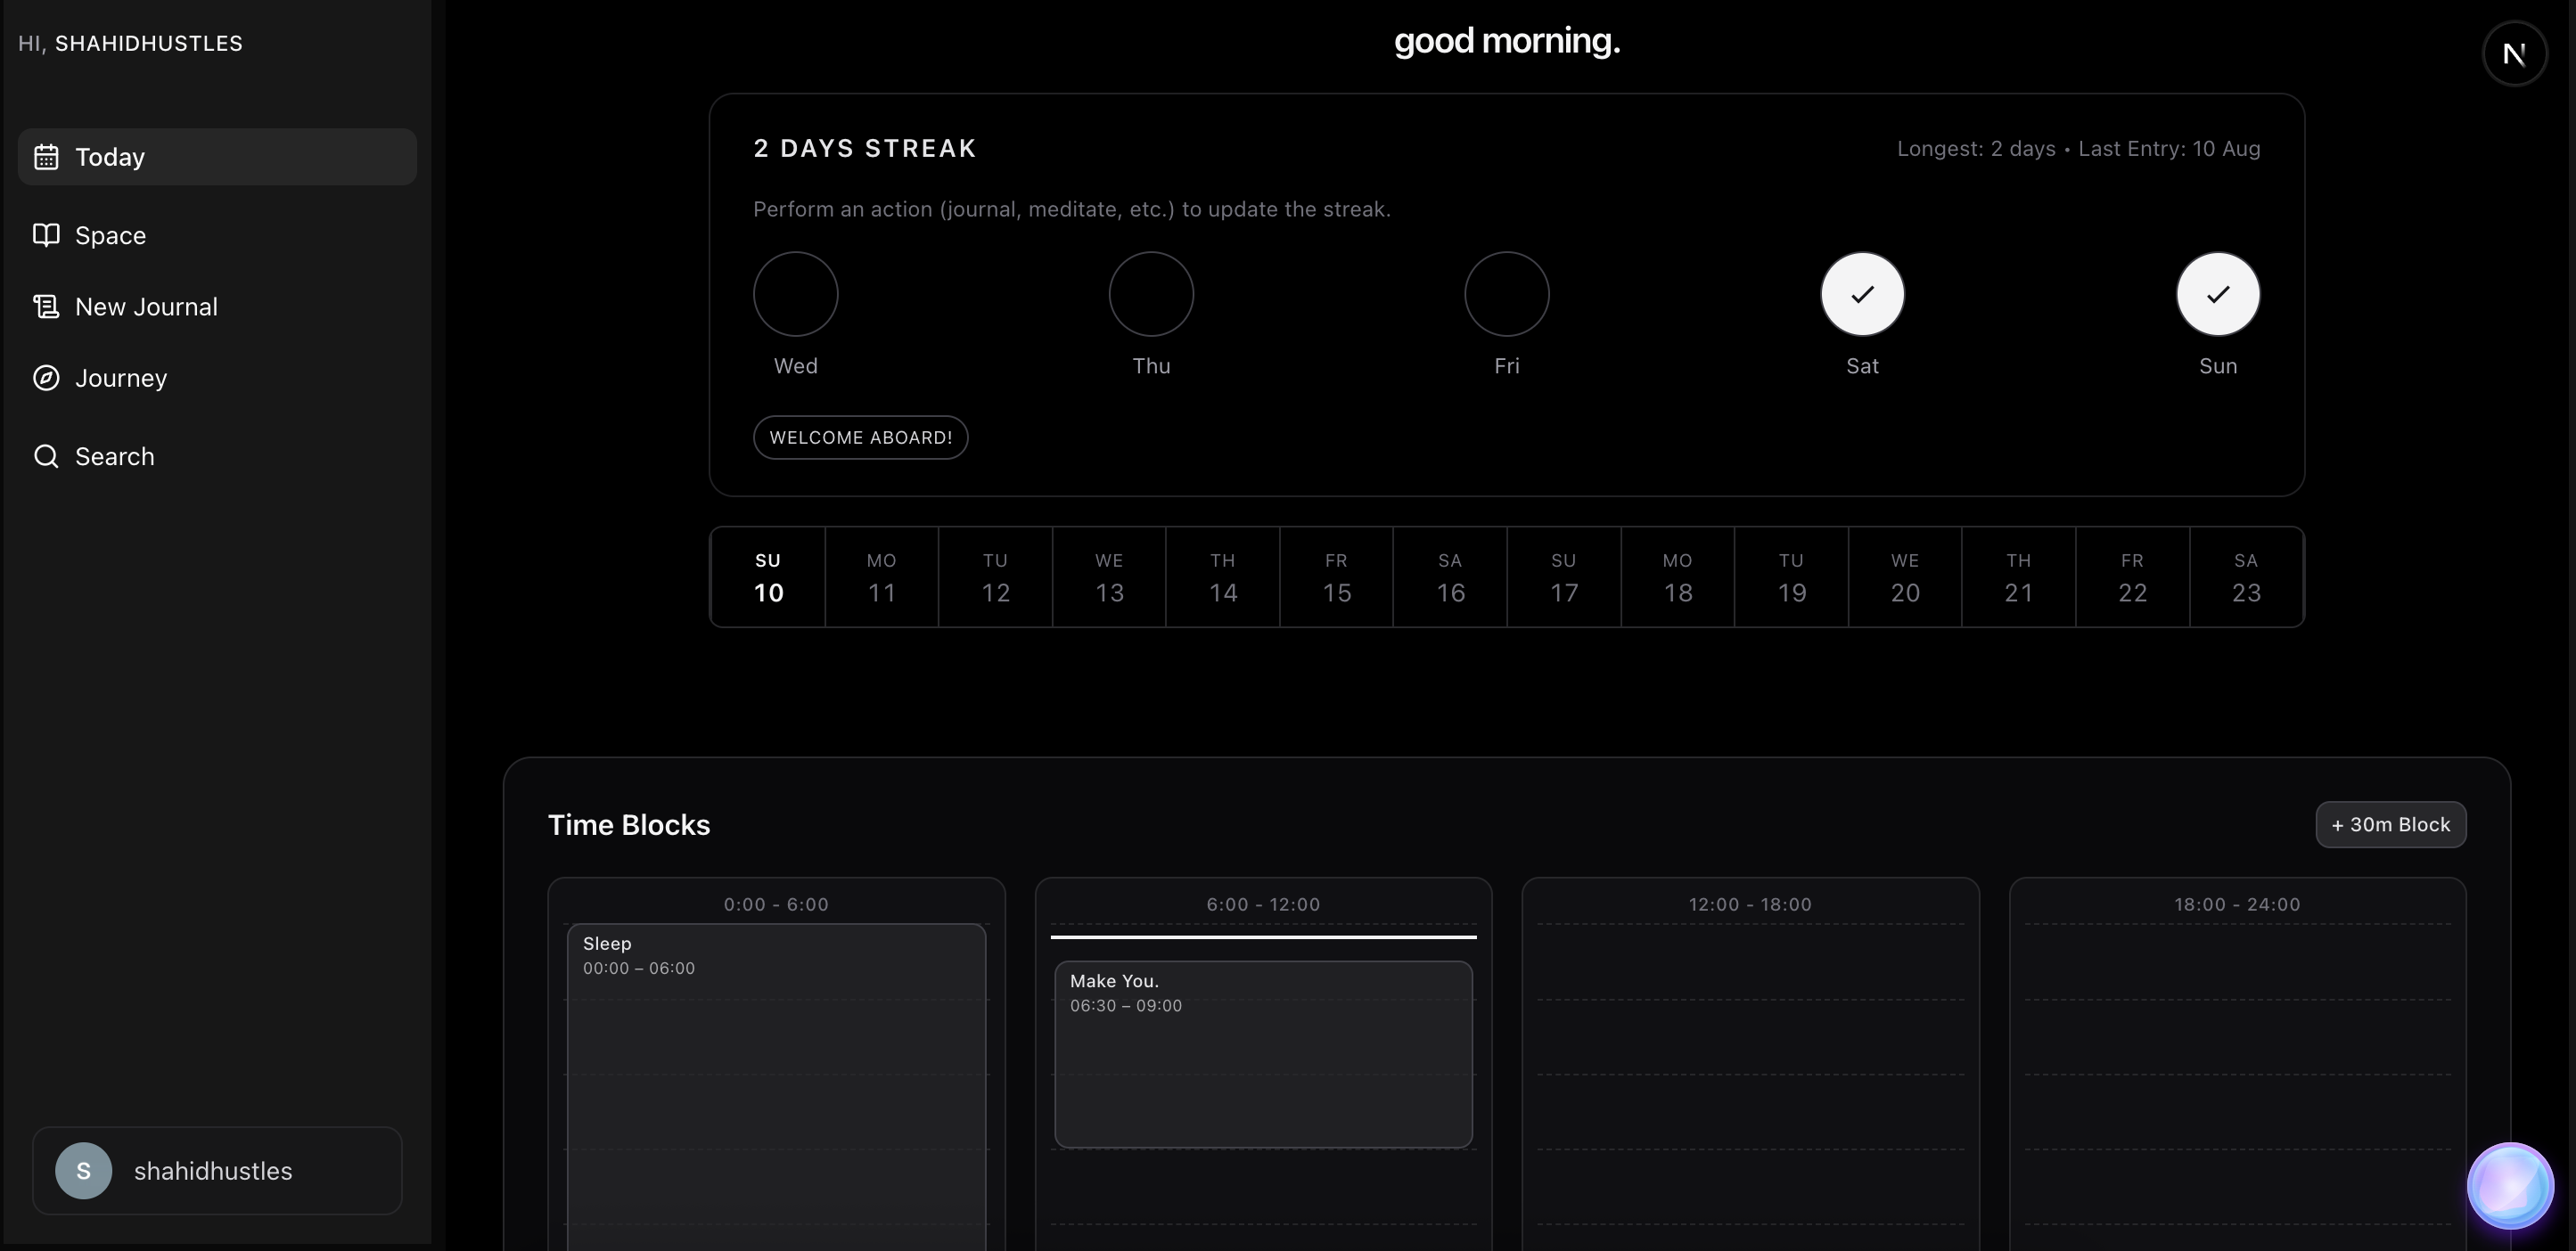 HI, SHAHIDHUSTLES
Today
Space
New Journal
Journey
Search
S
shahidhustles
good morning.
N
2 DAYS STREAK
Longest: 2 days • Last Entry: 10 Aug
Perform an action (journal, meditate, etc.) to update the streak.
Wed Thu Fri Sat Sun
WELCOME ABOARD!
SU MO TU WE TH FR SA SU MO TU WE TH FR SA
10 11 12 13 14 15 16 17 18 19 20 21 22 23
Time Blocks
+ 30m Block
0:00 - 6:00
Sleep
00:00 – 06:00
6:00 - 12:00
Make You.
06:30 – 09:00
12:00 - 18:00
18:00 - 24:00